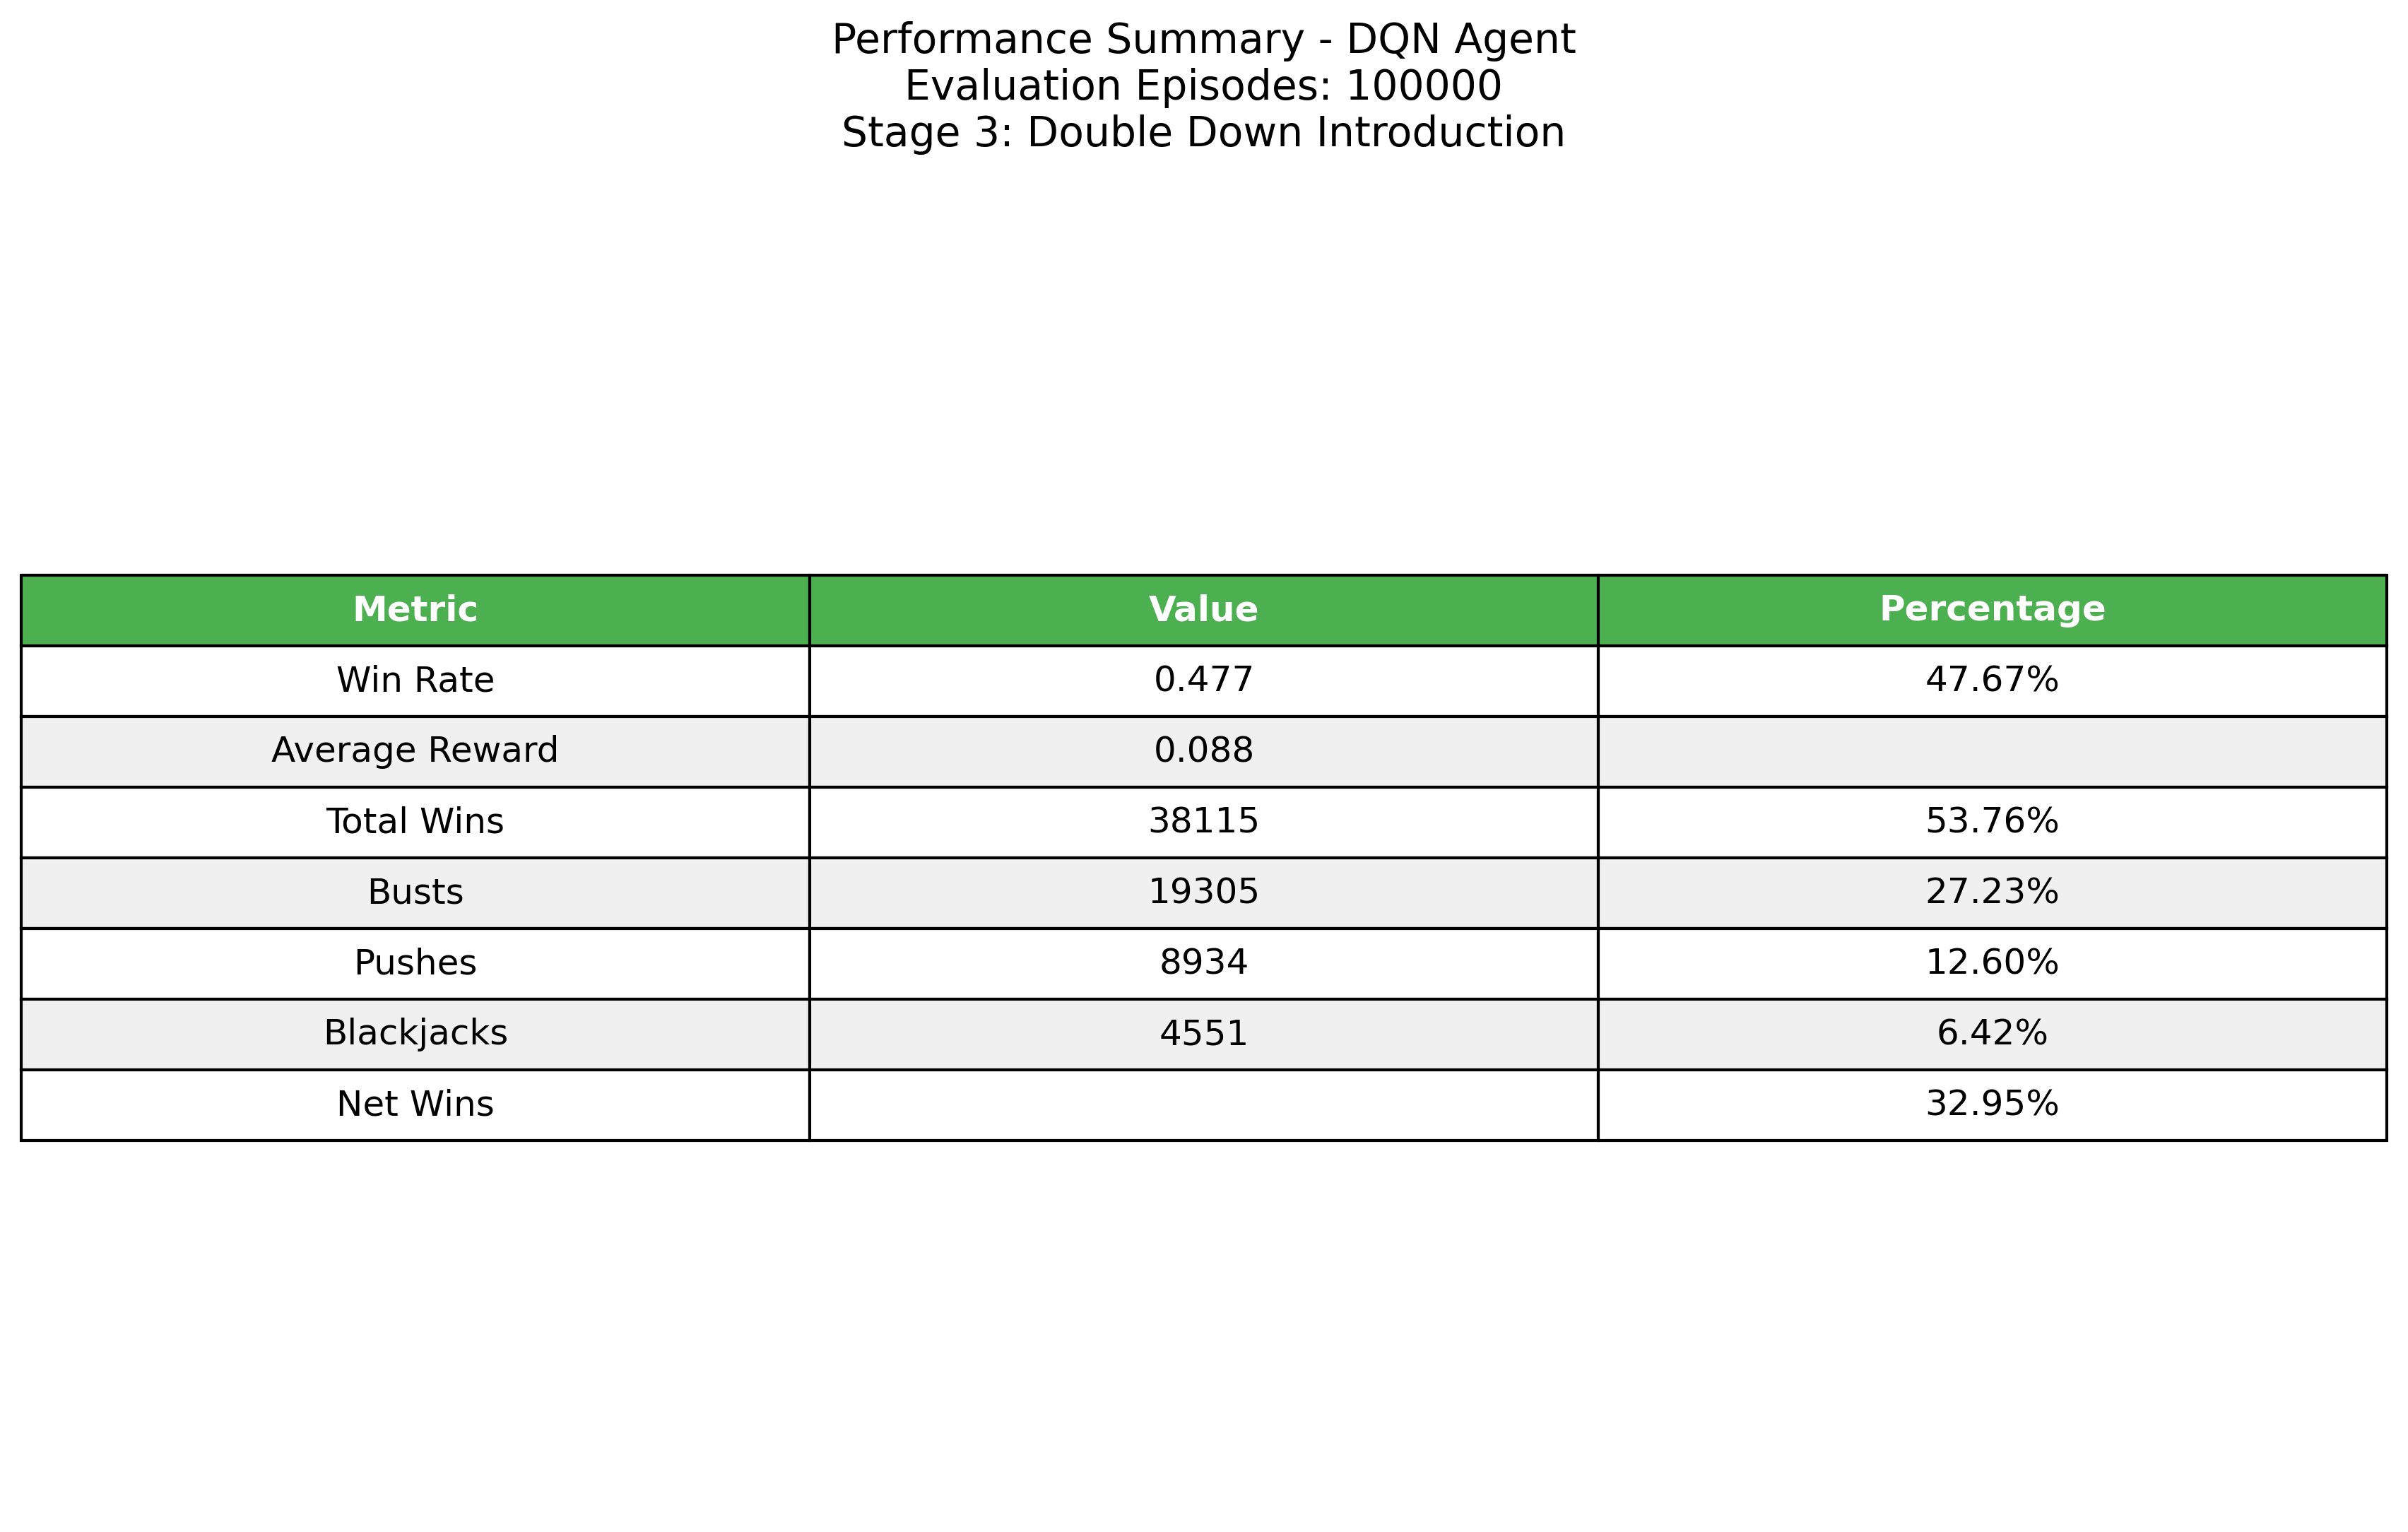 Performance Summary - DQN Agent
Evaluation Episodes: 100000
Stage 3: Double Down Introduction
Metric Value Percentage
Win Rate 0.477 47.67%
Average Reward 0.088
Total Wins 38115 53.76%
Busts 19305 27.23%
Pushes 8934 12.60%
Blackjacks 4551 6.42%
Net Wins 32.95%